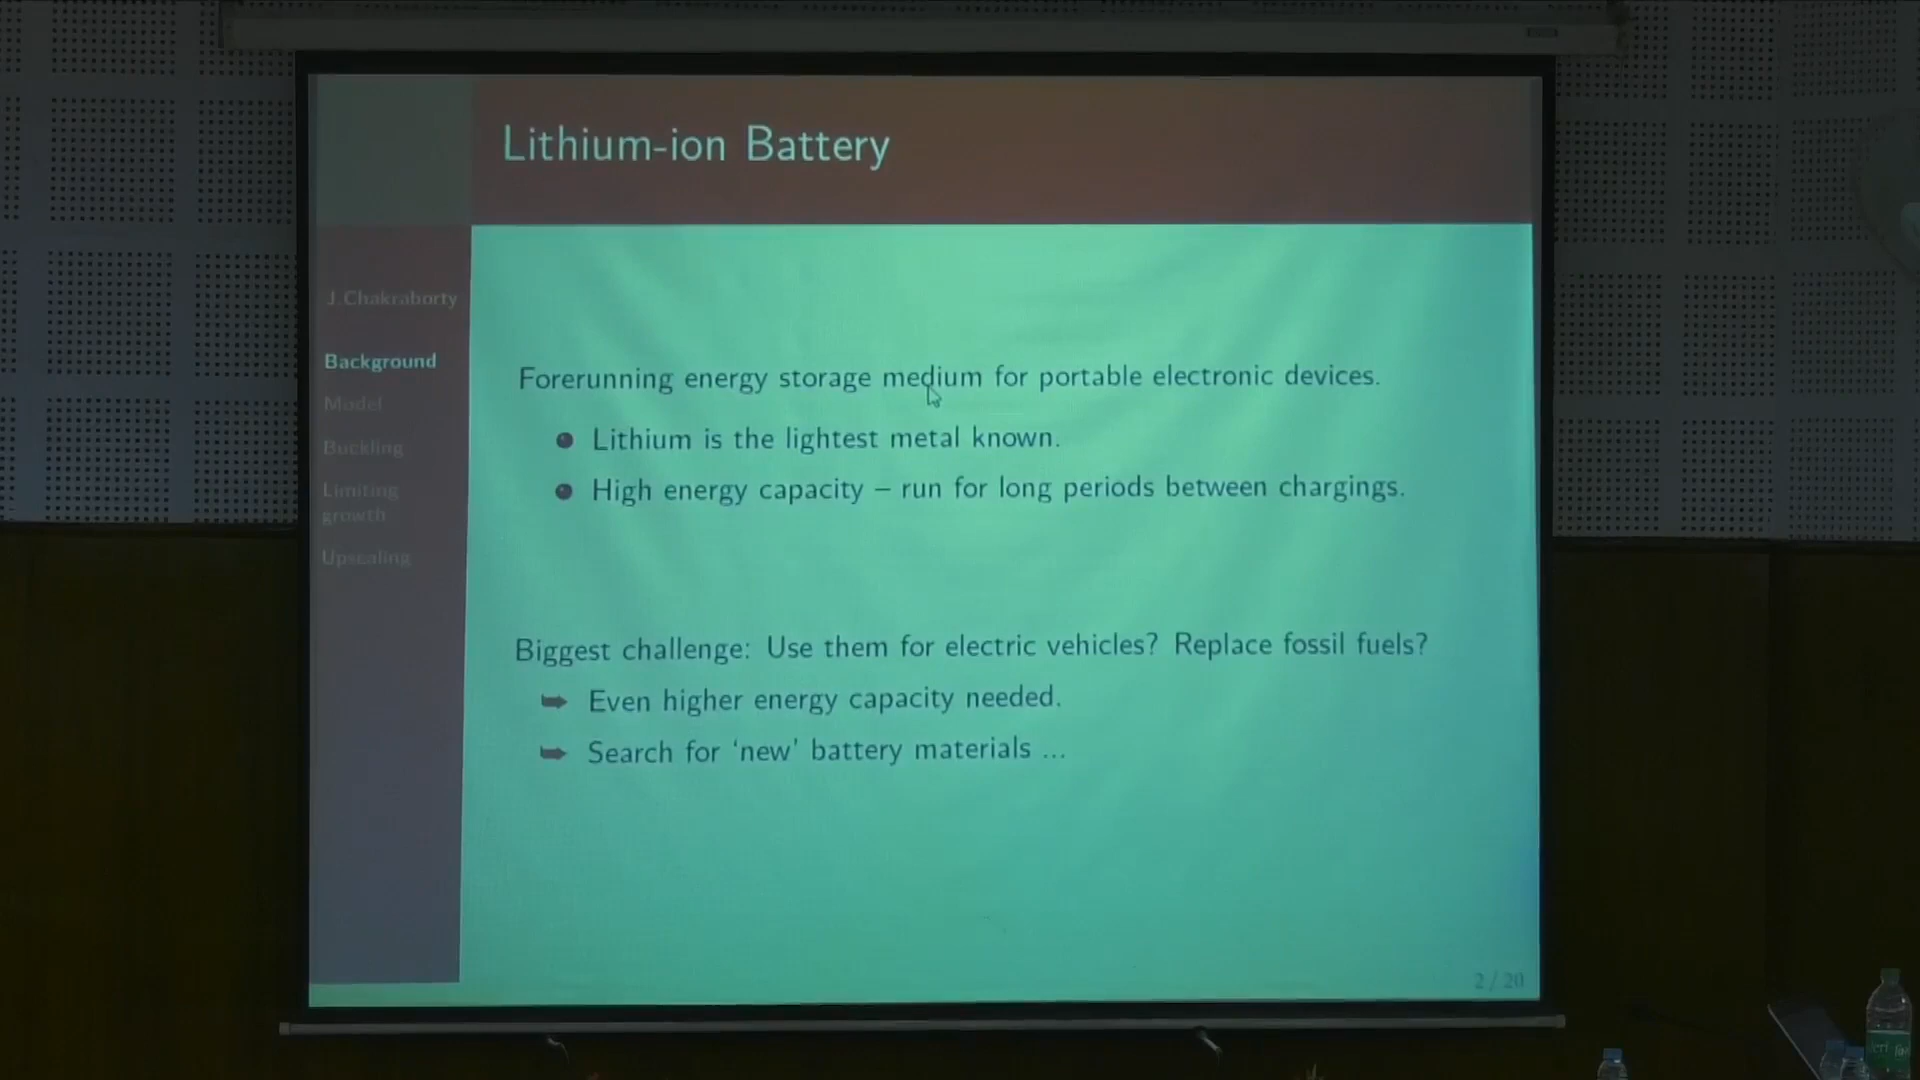 Lithium-ion Battery
J.Chakraborty
Background
Model
Buckling
Limiting
growth
Upscaling
Forerunning energy storage medium for portable electronic devices.
Lithium is the lightest metal known.
High energy capacity – run for long periods between chargings.
Biggest challenge: Use them for electric vehicles? Replace fossil fuels?
Even higher energy capacity needed.
Search for ‘new’ battery materials ...
2 / 20